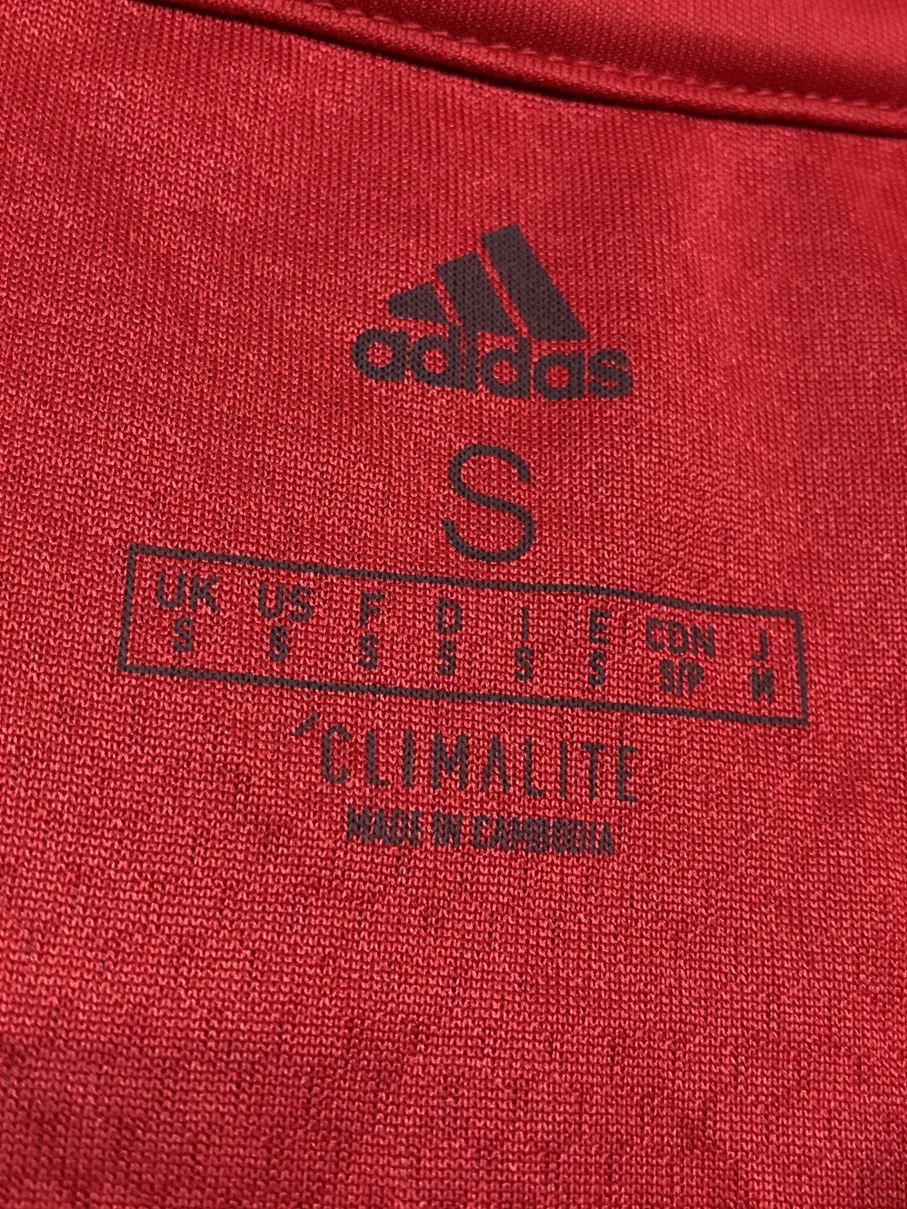 adidas
S
UK US F D I E CDN J
S S S S S S S/P M
CLIMALITE
MADE IN CAMBODIA